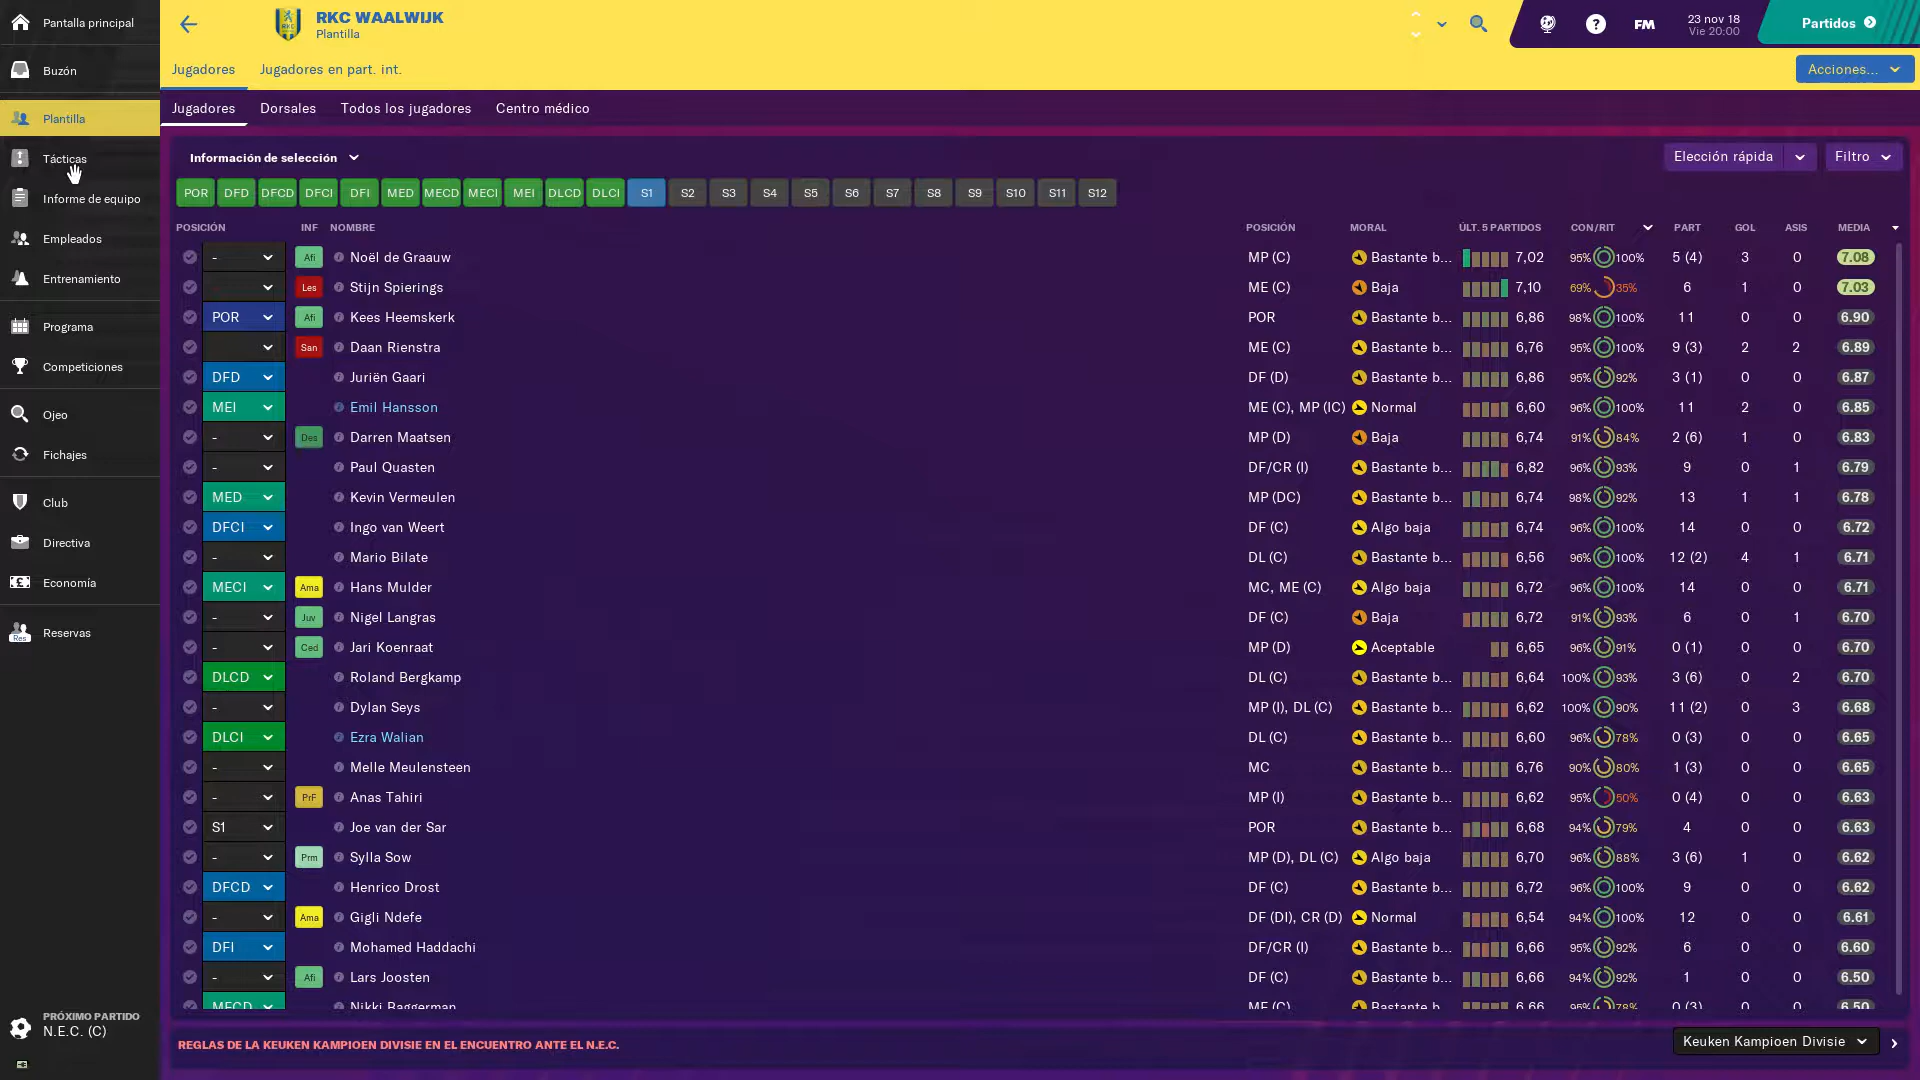 Pantalla principal
RKC WAALWIJK
Plantilla
FM
23 nov 18
Vie 20:00
Partidos
Buzón
Jugadores Jugadores en part. int.
Acciones...
Plantilla
Jugadores Dorsales Todos los jugadores Centro médico
Tácticas
Informe de equipo
Empleados
Entrenamiento
Programa
Competiciones
Ojeo
Fichajes
Club
Directiva
Economía
Res
Reservas
PRÓXIMO PARTIDO
N.E.C. (C)
Información de selección
Elección rápida Filtro
POR DFD DFCD DFCI DFI MED MECD MECI MEI DLCD DLCI S1 S2 S3 S4 S5 S6 S7 S8 S9 S10 S11 S12
POSICIÓN INF NOMBRE POSICIÓN MORAL ÚLT. 5 PARTIDOS CON/RIT PART GOL ASIS MEDIA
- Afi Noël de Graauw MP (C) Bastante b... 7,02 95% 100% 5 (4) 3 0 7.08
Les Stijn Spierings ME (C) Baja 7,10 69% 35% 6 1 0 7.03
POR Afi Kees Heemskerk POR Bastante b... 6,86 98% 100% 11 0 0 6.90
San Daan Rienstra ME (C) Bastante b... 6,76 95% 100% 9 (3) 2 2 6.89
DFD Juriën Gaari DF (D) Bastante b... 6,86 95% 92% 3 (1) 0 0 6.87
MEI Emil Hansson ME (C), MP (IC) Normal 6,60 96% 100% 11 2 0 6.85
- Des Darren Maatsen MP (D) Baja 6,74 91% 84% 2 (6) 1 0 6.83
- Paul Quasten DF/CR (I) Bastante b... 6,82 96% 93% 9 0 1 6.79
MED Kevin Vermeulen MP (DC) Bastante b... 6,74 98% 92% 13 1 1 6.78
DFCI Ingo van Weert DF (C) Algo baja 6,74 96% 100% 14 0 0 6.72
- Mario Bilate DL (C) Bastante b... 6,56 96% 100% 12 (2) 4 1 6.71
MECI Ama Hans Mulder MC, ME (C) Algo baja 6,72 96% 100% 14 0 0 6.71
- Juv Nigel Langras DF (C) Baja 6,72 91% 93% 6 0 1 6.70
- Ced Jari Koenraat MP (D) Aceptable 6,65 96% 91% 0 (1) 0 0 6.70
DLCD Roland Bergkamp DL (C) Bastante b... 6,64 100% 93% 3 (6) 0 2 6.70
- Dylan Seys MP (I), DL (C) Bastante b... 6,62 100% 90% 11 (2) 0 3 6.68
DLCI Ezra Walian DL (C) Bastante b... 6,60 96% 78% 0 (3) 0 0 6.65
- Melle Meulensteen MC Bastante b... 6,76 90% 80% 1 (3) 0 0 6.65
- PrF Anas Tahiri MP (I) Bastante b... 6,62 95% 50% 0 (4) 0 0 6.63
S1 Joe van der Sar POR Bastante b... 6,68 94% 79% 4 0 0 6.63
- Prm Sylla Sow MP (D), DL (C) Algo baja 6,70 96% 88% 3 (6) 1 0 6.62
DFCD Henrico Drost DF (C) Bastante b... 6,72 96% 100% 9 0 0 6.62
- Ama Gigli Ndefe DF (DI), CR (D) Normal 6,54 94% 100% 12 0 0 6.61
DFI Mohamed Haddachi DF/CR (I) Bastante b... 6,66 95% 92% 6 0 0 6.60
- Afi Lars Joosten DF (C) Bastante b... 6,66 94% 92% 1 0 0 6.50
MECD Nikki Baggerman ME (C) Bastante b... 6,66 95% 78% 0 (3) 0 0 6.50
REGLAS DE LA KEUKEN KAMPIOEN DIVISIE EN EL ENCUENTRO ANTE EL N.E.C.
Keuken Kampioen Divisie